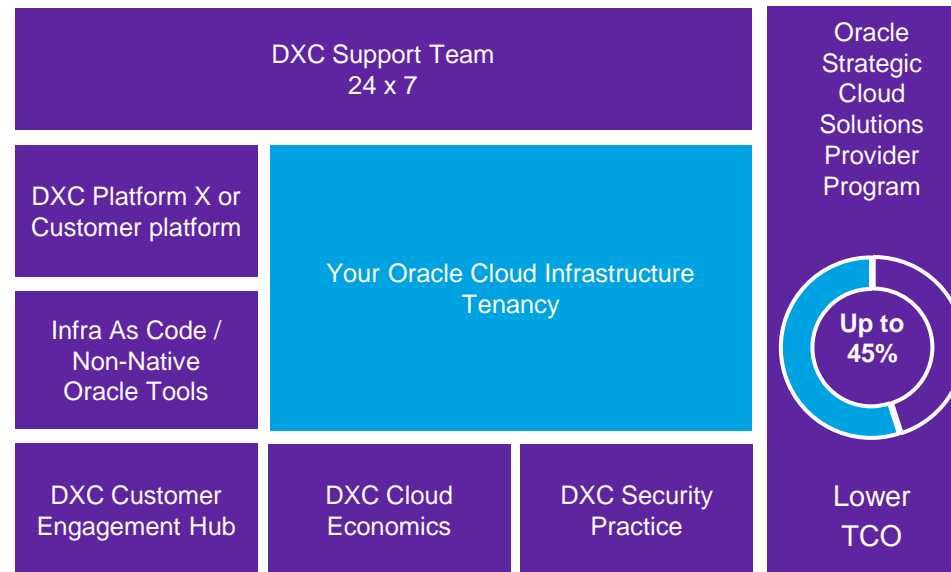 DXC Support Team
24 x 7
Oracle
Strategic
Cloud
Solutions
Provider
Program
DXC Platform X or
Customer platform
Your Oracle Cloud Infrastructure
Tenancy
Infra As Code /
Non-Native
Oracle Tools
Up to
45%
DXC Customer
Engagement Hub
DXC Cloud
Economics
DXC Security
Practice
Lower
TCO